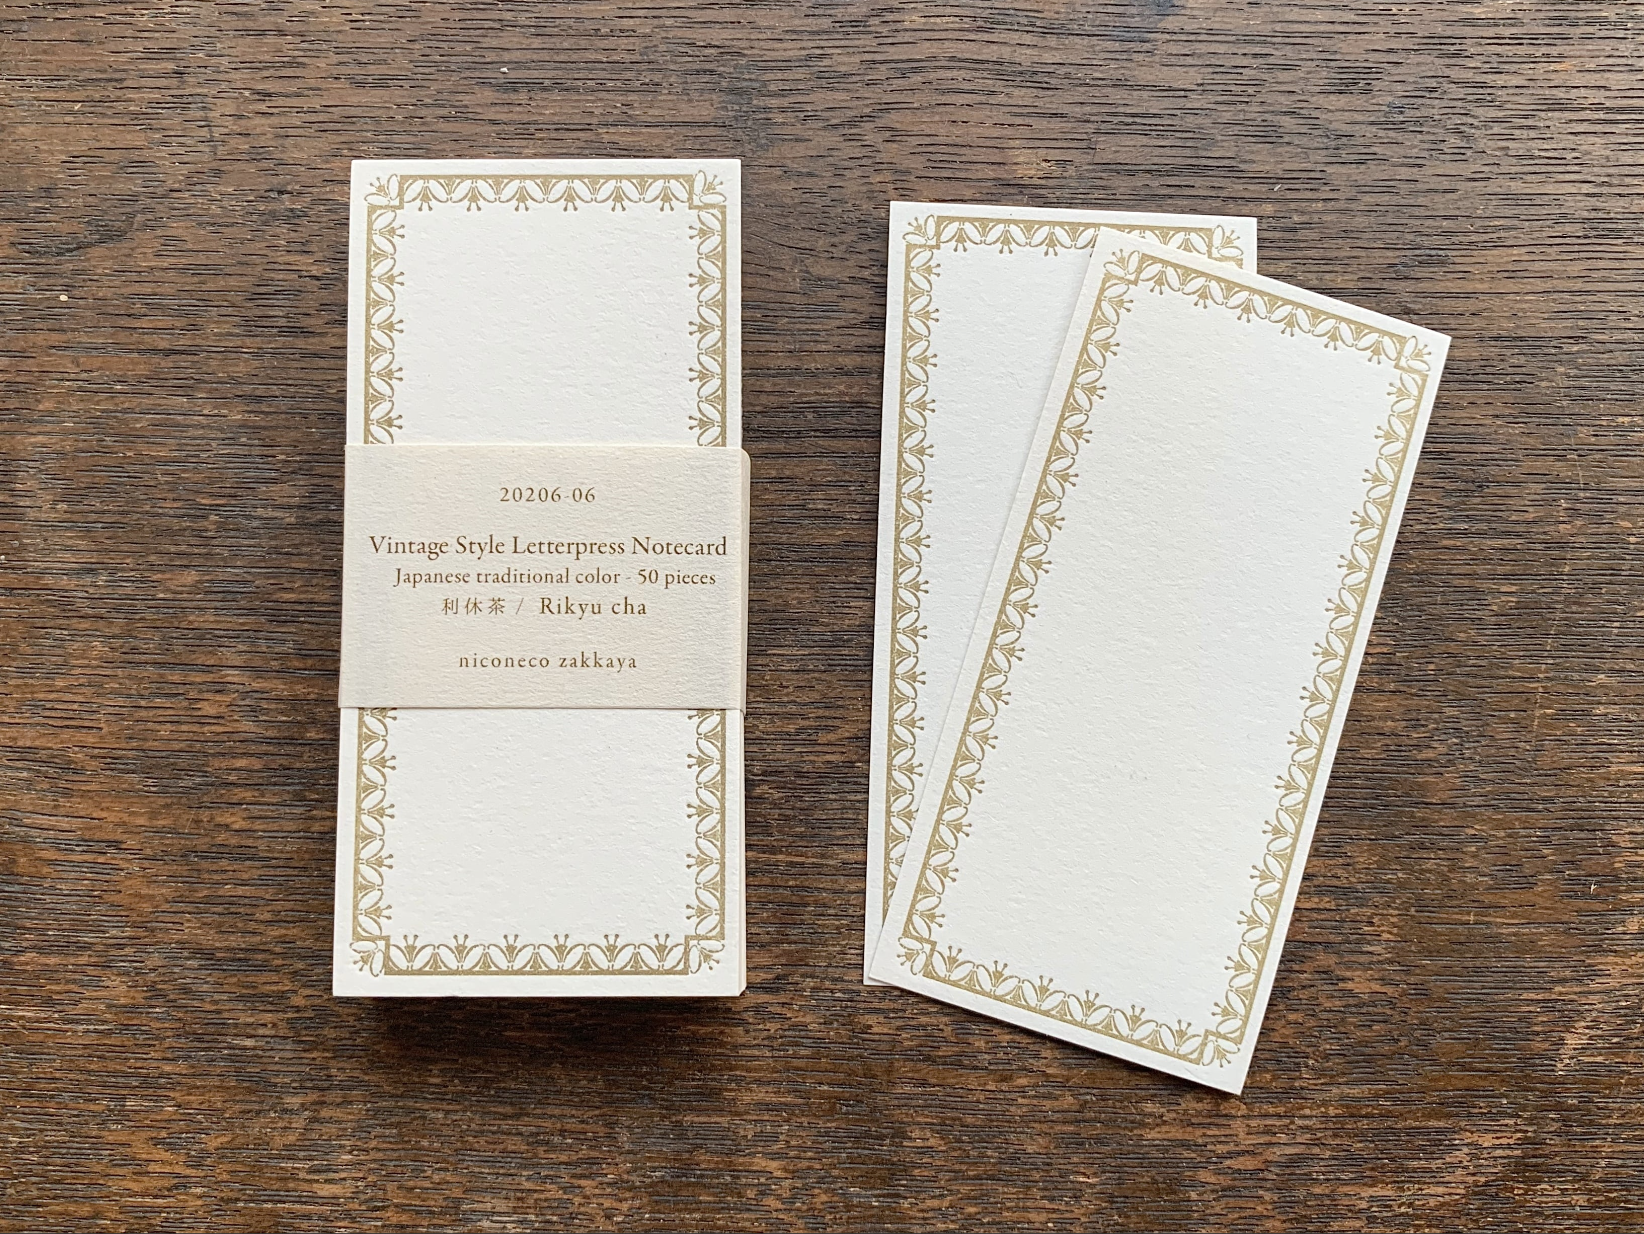 20206-06
Vintage Style Letterpress Notecard
Japanese traditional color - 50 pieces
利休茶 / Rikyu cha
niconeco zakkaya